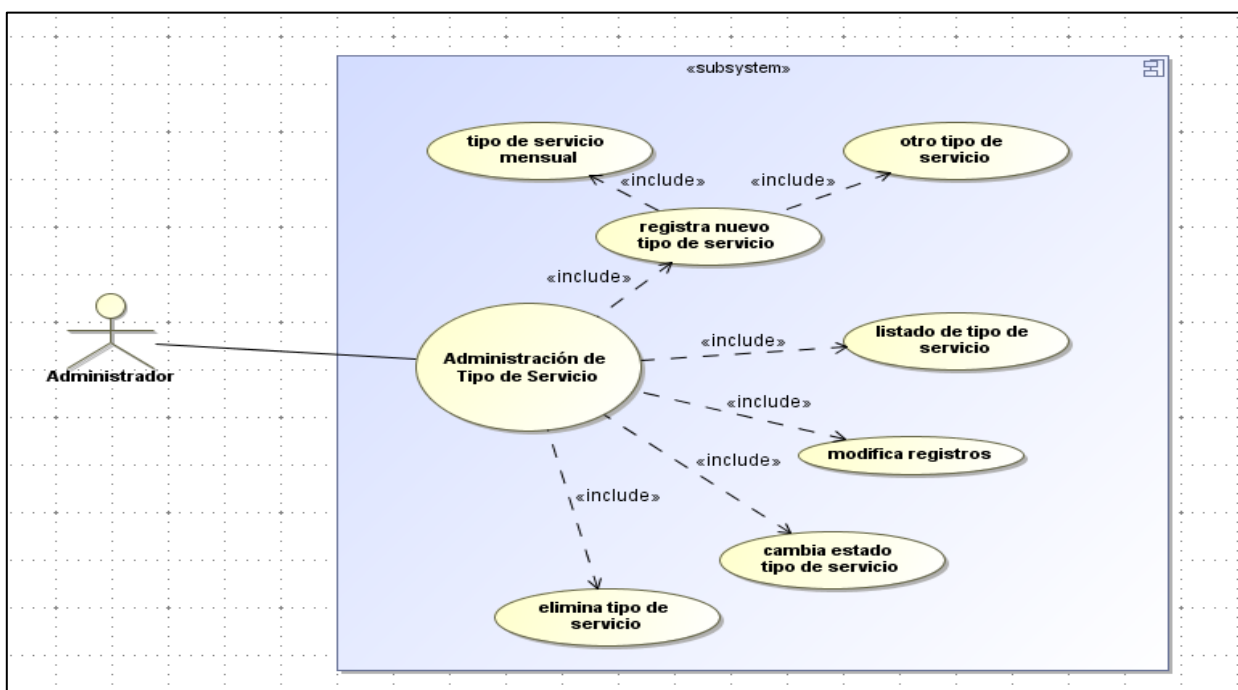 «subsystem»
tipo de servicio
mensual
otro tipo de
servicio
«include»
«include»
registra nuevo
tipo de servicio
«include»
Administración de
Tipo de Servicio
«include»
listado de tipo de
servicio
Administrador
«include»
modifica registros
«include»
cambia estado
tipo de servicio
«include»
elimina tipo de
servicio